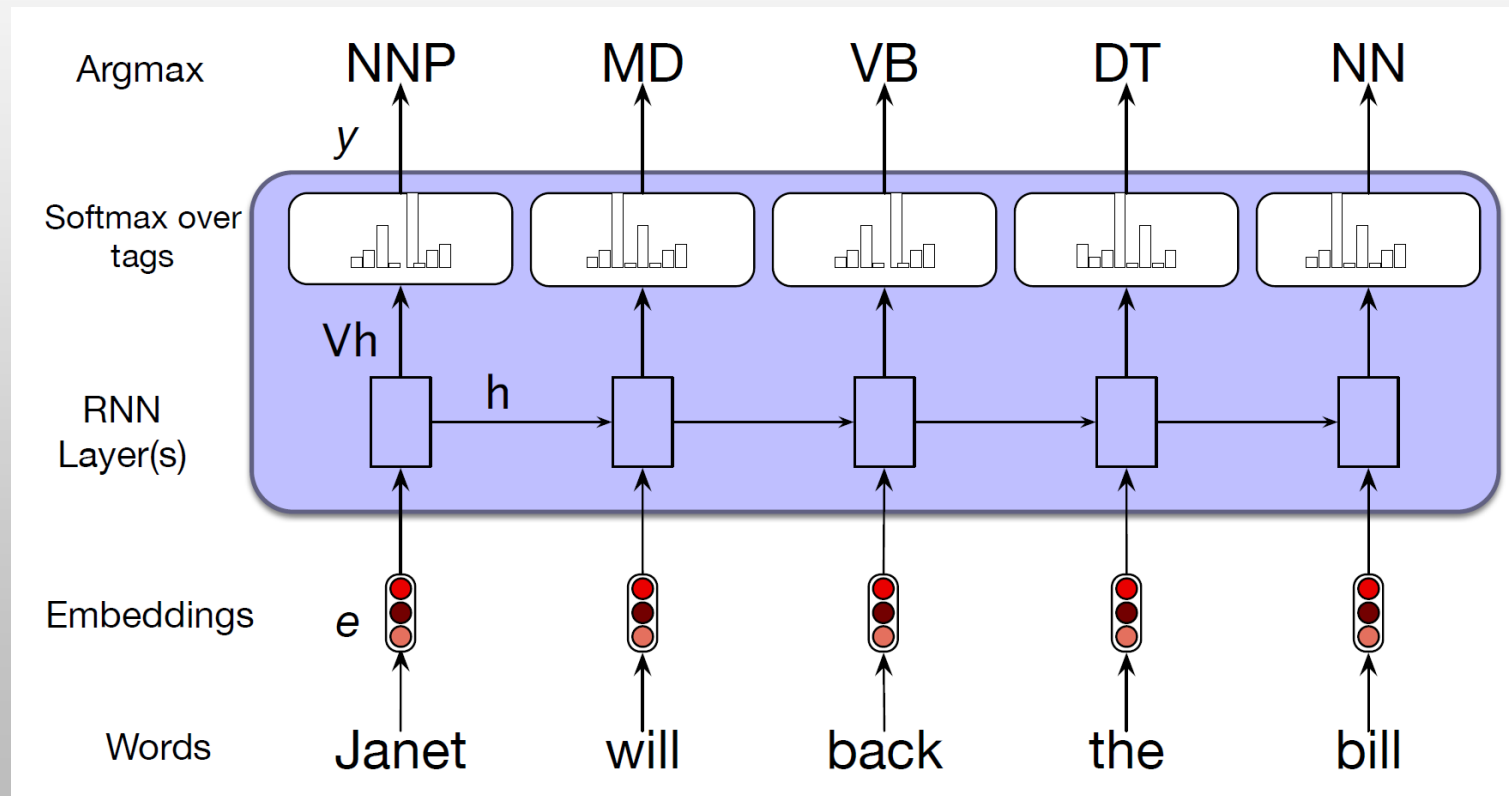 Argmax NNP MD VB DT NN
y
Softmax over
tags
Vh
h
RNN
Layer(s)
Embeddings e
Words Janet will back the bill